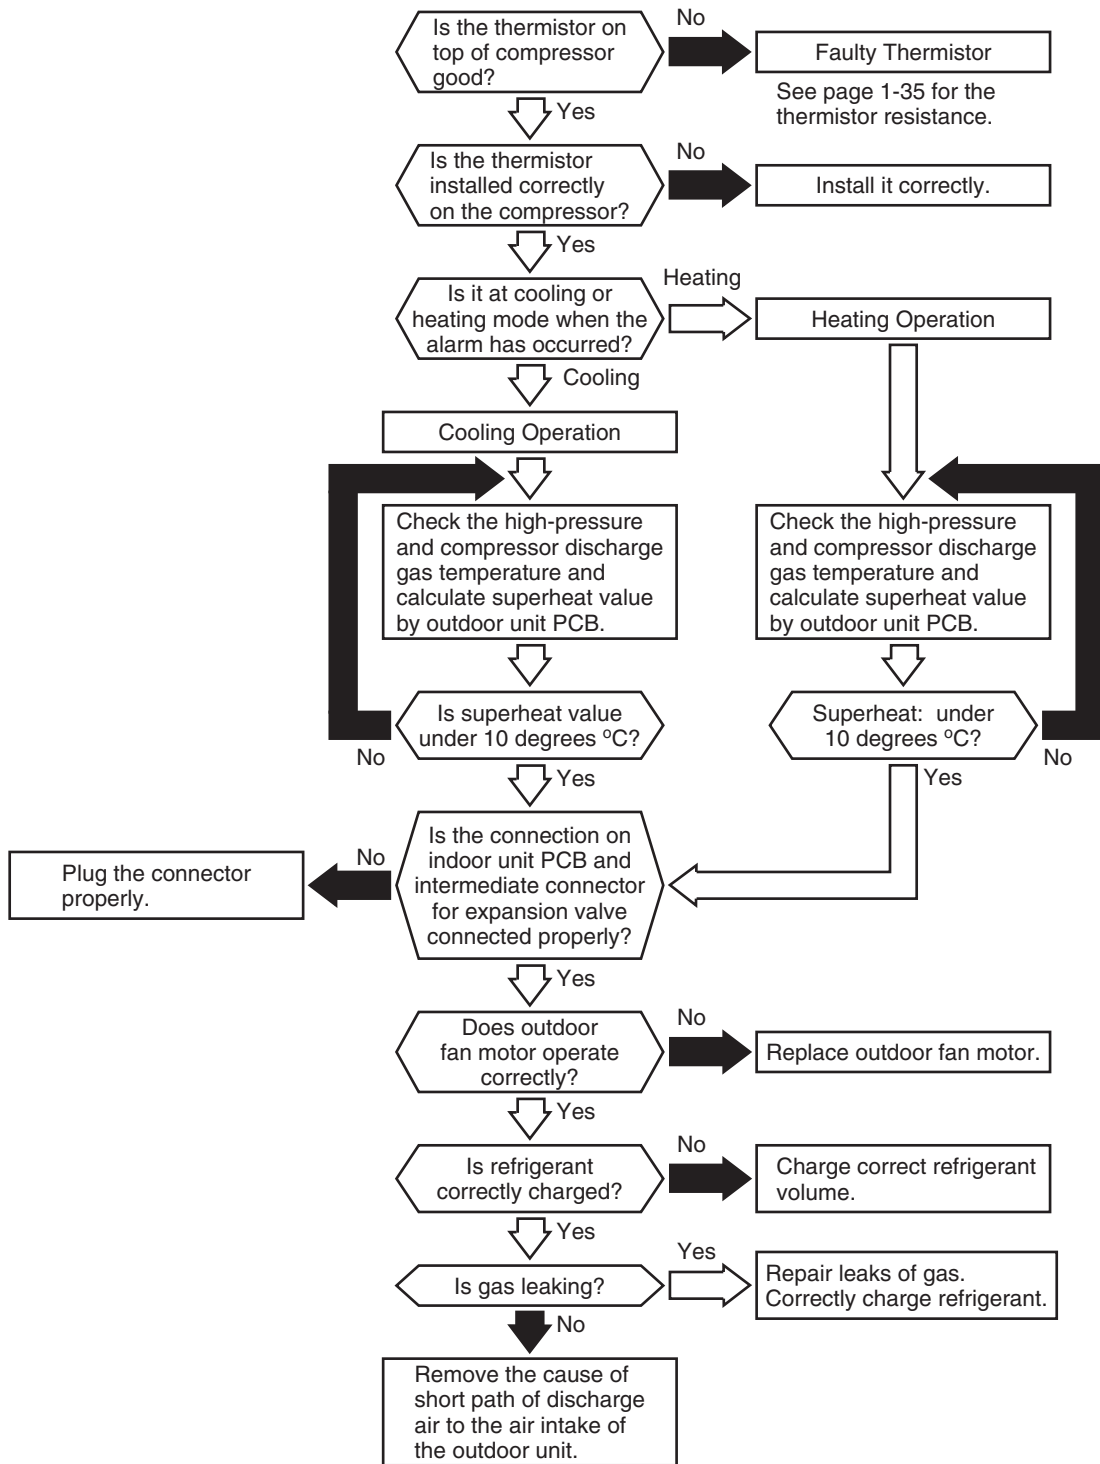 Is the thermistor on
top of compressor
good?
No
Faulty Thermistor
See page 1-35 for the
thermistor resistance.
Yes
Is the thermistor
installed correctly
on the compressor?
No
Install it correctly.
Yes
Is it at cooling or
heating mode when the
alarm has occurred?
Heating
Heating Operation
Cooling
Cooling Operation
Check the high-pressure
and compressor discharge
gas temperature and
calculate superheat value
by outdoor unit PCB.
Check the high-pressure
and compressor discharge
gas temperature and
calculate superheat value
by outdoor unit PCB.
Is superheat value
under 10 degrees ºC?
No
Yes
Superheat:  under
10 degrees ºC?
No
Yes
Is the connection on
indoor unit PCB and
intermediate connector
for expansion valve
connected properly?
No
Plug the connector
properly.
Yes
Does outdoor
fan motor operate
correctly?
No
Replace outdoor fan motor.
Yes
Is refrigerant
correctly charged?
No
Charge correct refrigerant
volume.
Yes
Is gas leaking?
Yes
Repair leaks of gas.
Correctly charge refrigerant.
No
Remove the cause of
short path of discharge
air to the air intake of
the outdoor unit.